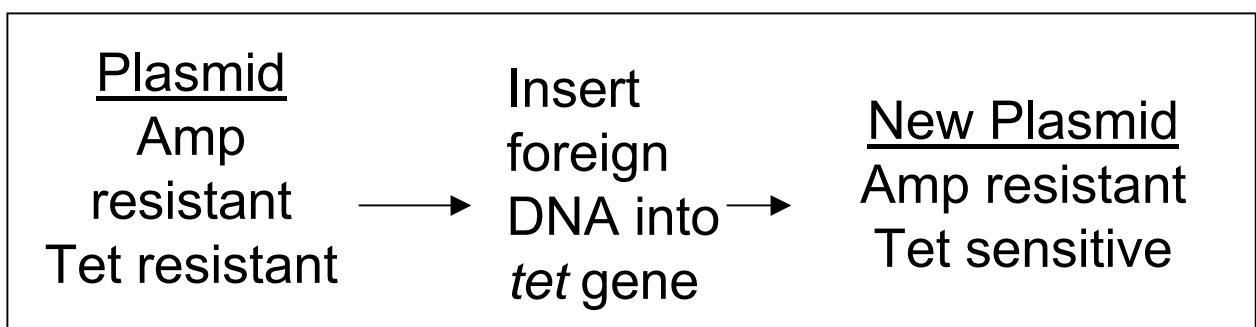 Plasmid
Amp
resistant
Tet resistant
Insert
foreign
DNA into
tet gene
New Plasmid
Amp resistant
Tet sensitive